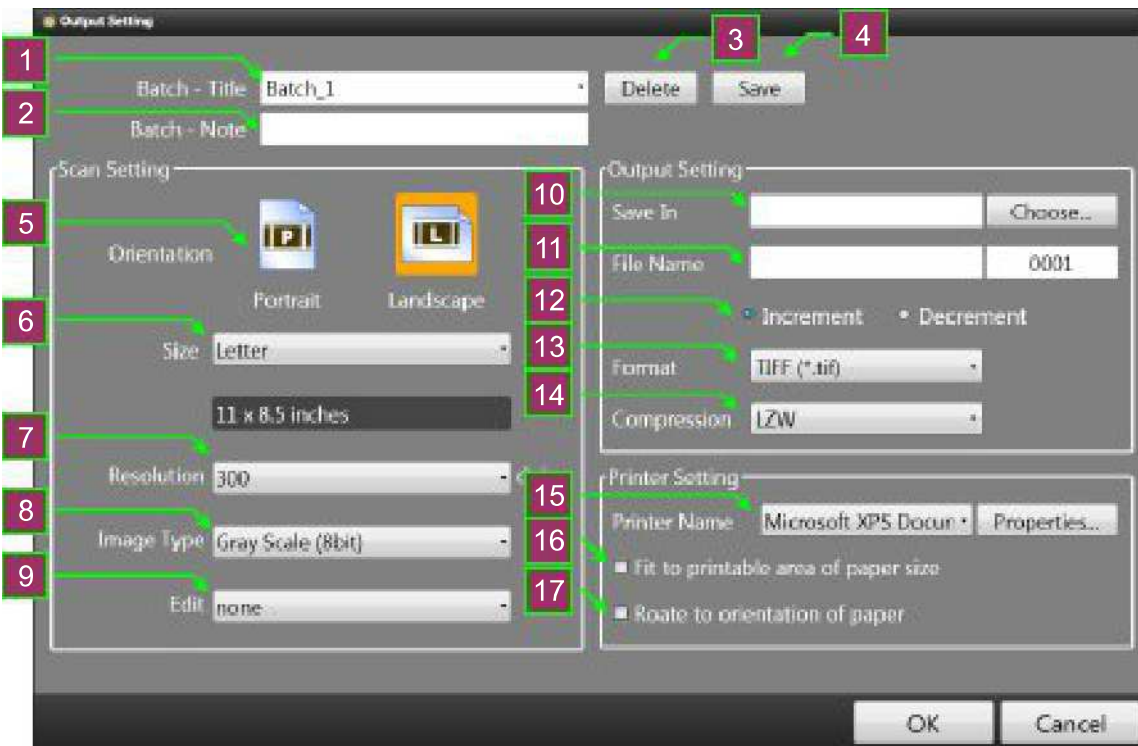 Output Setting
3
4
1
Batch - Title Batch_1 Delete Save
2
Batch - Note
Scan Setting
5
Orientation
P
L
Portrait Landscape
6
Size Letter
11 x 8.5 inches
7
Resolution 300
8
Image Type Gray Scale (8bit)
9
Edit none
Output Setting
10
Save In Choose...
11
File Name 0001
12
Increment Decrement
13
Format TIFF (*.tif)
14
Compression LZW
Printer Setting
15
Printer Name Microsoft XPS Docun Properties...
16
Fit to printable area of paper size
17
Roate to orientation of paper
OK Cancel